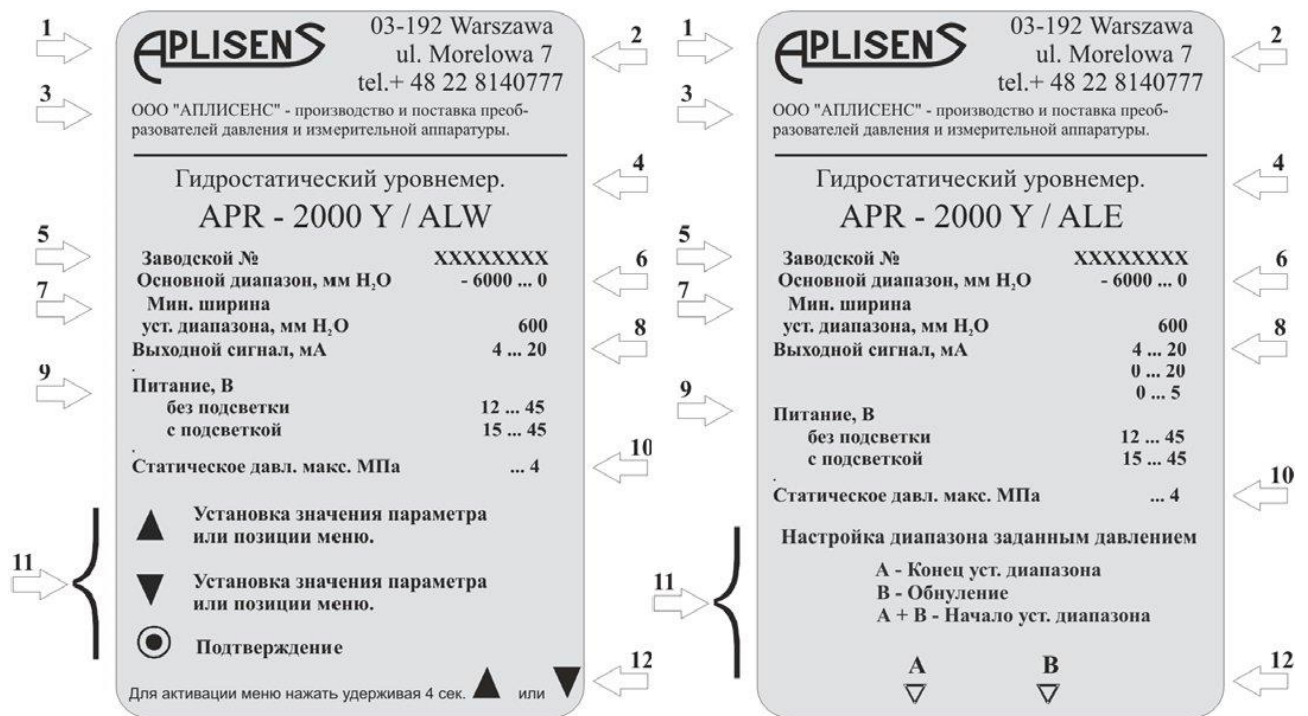 1
APLISENS
03-192 Warszawa
ul. Morelowa 7
tel.+ 48 22 8140777
2
3
ООО "АПЛИСЕНС" - производство и поставка преоб-
разователей давления и измерительной аппаратуры.
4
Гидростатический уровнемер.
APR - 2000 Y / ALW
5
Заводской № XXXXXXXX
6
Основной диапазон, мм H₂O - 6000 ... 0
7
Мин. ширина
уст. диапазона, мм H₂O 600
8
Выходной сигнал, мА 4 ... 20
9
Питание, В
без подсветки 12 ... 45
с подсветкой 15 ... 45
10
Статическое давл. макс. МПа ... 4
11
▲ Установка значения параметра
или позиции меню.
▼ Установка значения параметра
или позиции меню.
Подтверждение
12
Для активации меню нажать удерживая 4 сек. ▲ или ▼
1
APLISENS
03-192 Warszawa
ul. Morelowa 7
tel.+ 48 22 8140777
2
3
ООО "АПЛИСЕНС" - производство и поставка преоб-
разователей давления и измерительной аппаратуры.
4
Гидростатический уровнемер.
APR - 2000 Y / ALE
5
Заводской № XXXXXXXX
6
Основной диапазон, мм H₂O - 6000 ... 0
7
Мин. ширина
уст. диапазона, мм H₂O 600
8
Выходной сигнал, мА 4 ... 20
0 ... 20
0 ... 5
9
Питание, В
без подсветки 12 ... 45
с подсветкой 15 ... 45
10
Статическое давл. макс. МПа ... 4
11
Настройка диапазона заданным давлением
А - Конец уст. диапазона
В - Обнуление
А + В - Начало уст. диапазона
12
A B